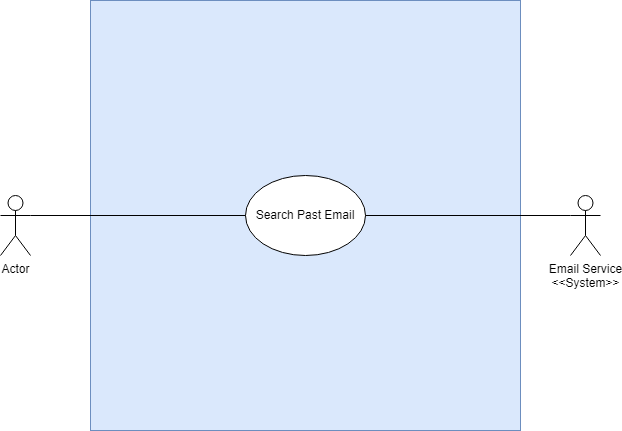 Search Past Email
Actor
Email Service
<<System>>